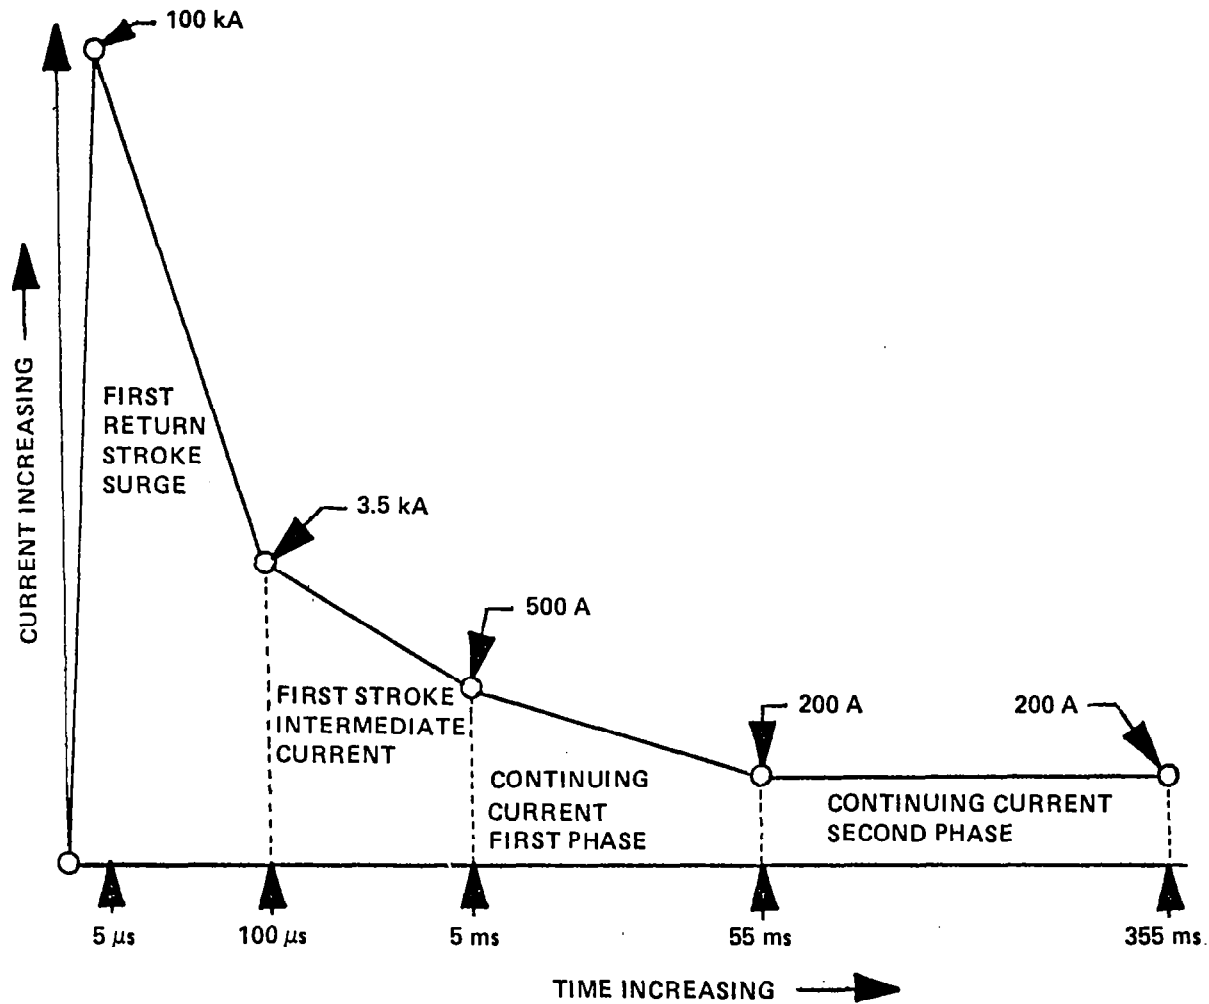 100 kA
CURRENT INCREASING
FIRST
RETURN
STROKE
SURGE
3.5 kA
500 A
FIRST STROKE
INTERMEDIATE
CURRENT
200 A
200 A
CONTINUING
CURRENT
FIRST PHASE
CONTINUING CURRENT
SECOND PHASE
5 μs
100 μs
5 ms
55 ms
355 ms
TIME INCREASING